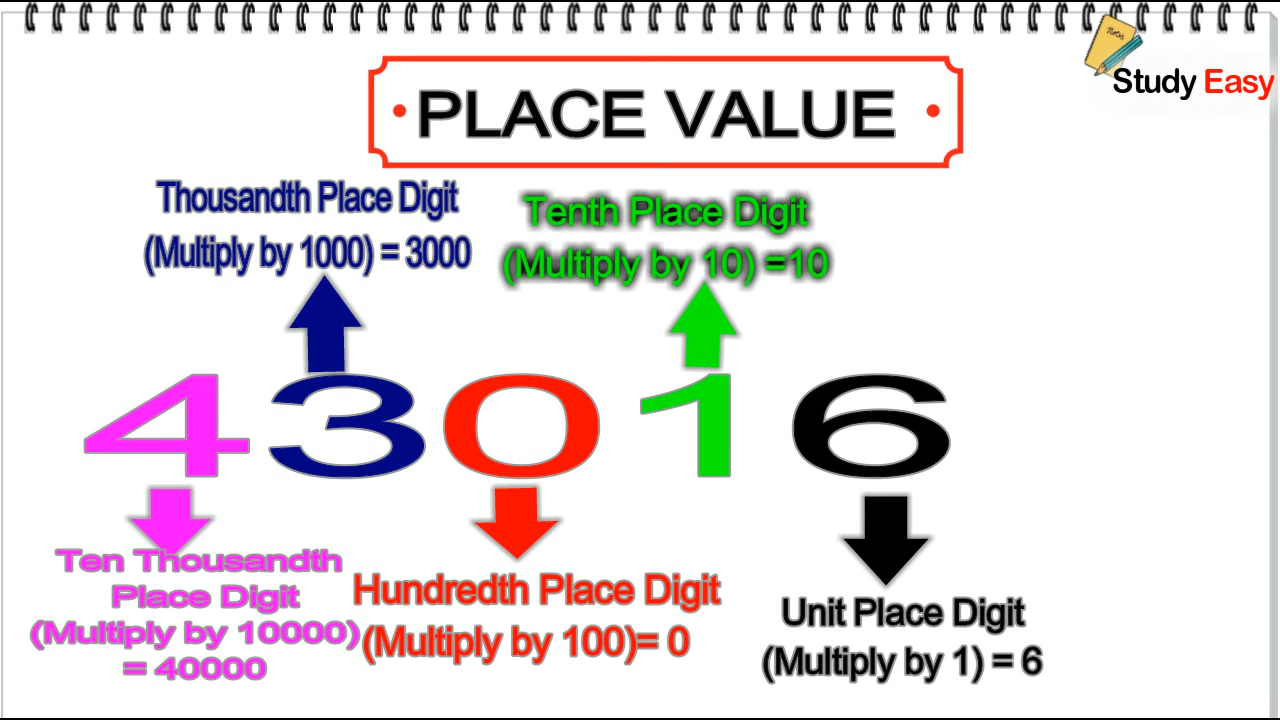 Notes
Study Easy
PLACE VALUE
Thousandth Place Digit
(Multiply by 1000) = 3000
Tenth Place Digit
(Multiply by 10) =10
43016
Ten Thousandth
Place Digit
(Multiply by 10000)
= 40000
Hundredth Place Digit
(Multiply by 100)= 0
Unit Place Digit
(Multiply by 1) = 6